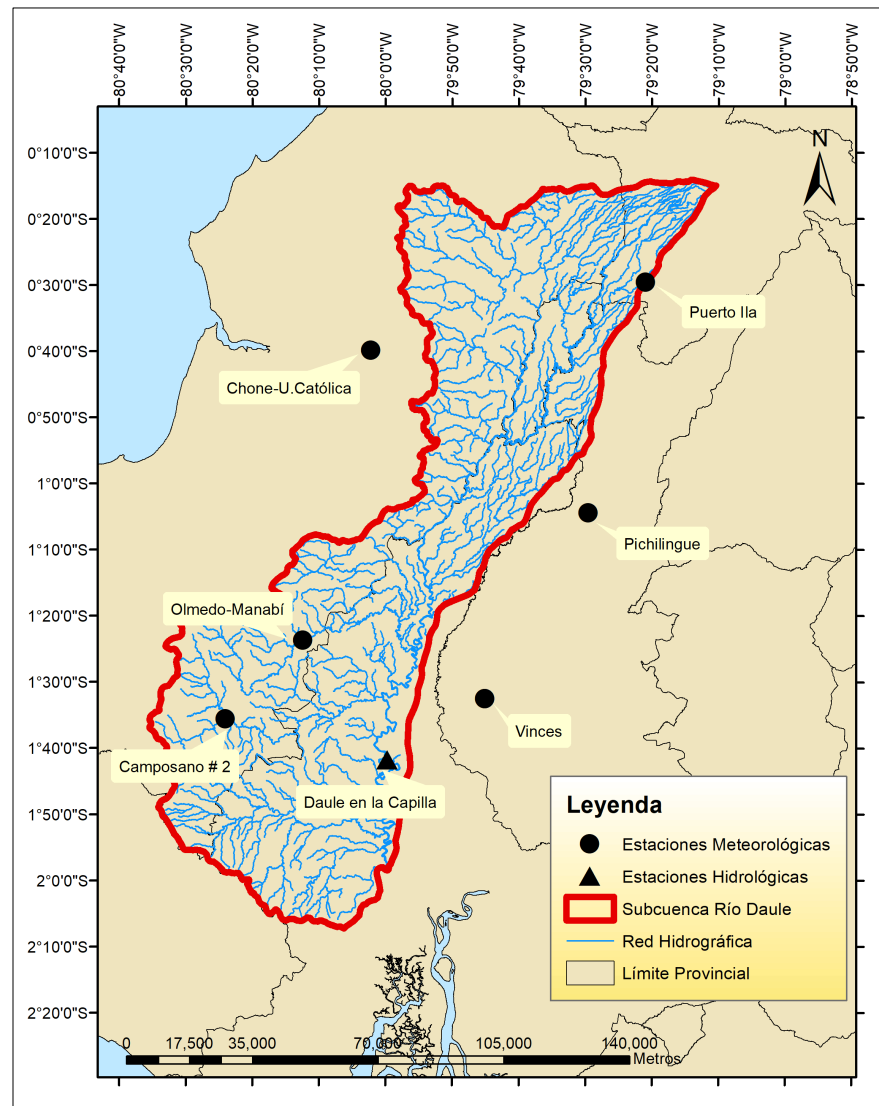 80°40'0"W
80°30'0"W
80°20'0"W
80°10'0"W
80°0'0"W
79°50'0"W
79°40'0"W
79°30'0"W
79°20'0"W
79°10'0"W
79°0'0"W
78°50'0"W
N
0°10'0"S
0°20'0"S
0°30'0"S
0°40'0"S
0°50'0"S
1°0'0"S
1°10'0"S
1°20'0"S
1°30'0"S
1°40'0"S
1°50'0"S
2°0'0"S
2°10'0"S
2°20'0"S
Puerto Ila
Chone-U.Católica
Pichilingue
Olmedo-Manabí
Vinces
Camposano # 2
Daule en la Capilla
Leyenda
Estaciones Meteorológicas
Estaciones Hidrológicas
Subcuenca Río Daule
Red Hidrográfica
Límite Provincial
0 17,500 35,000 70,000 105,000 140,000
Metros